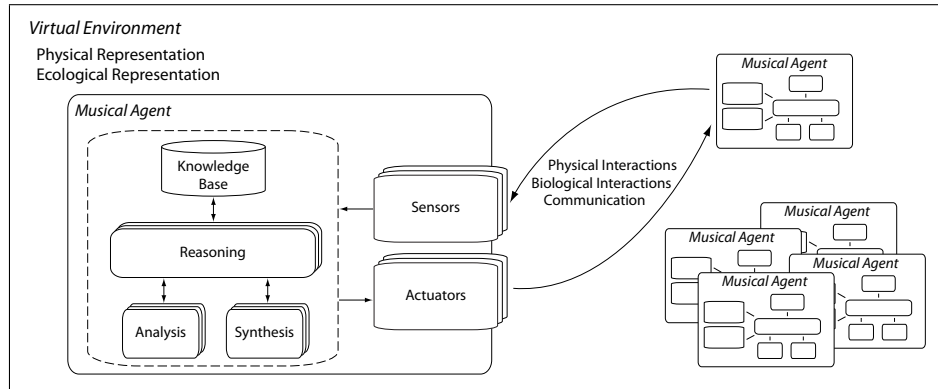 Virtual Environment
Physical Representation
Ecological Representation
Musical Agent
Knowledge
Base
Reasoning
Analysis
Synthesis
Sensors
Actuators
Physical Interactions
Biological Interactions
Communication
Musical Agent
Musical Agent
Musical Agent
Musical Agent
Musical Agent